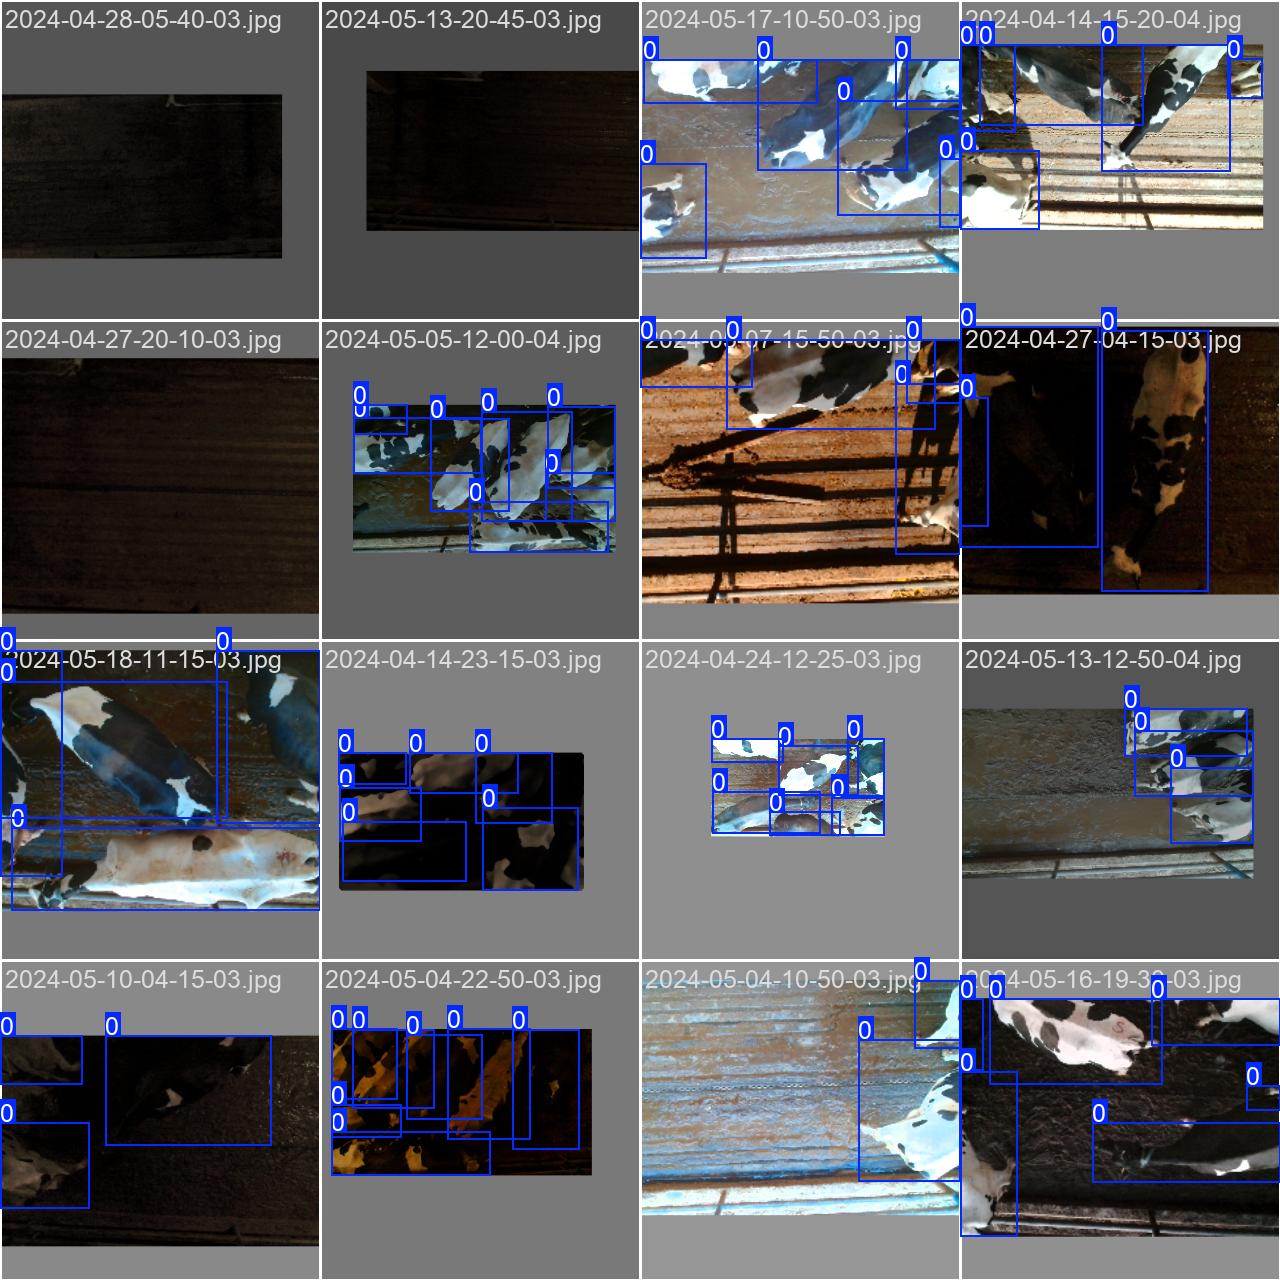 2024-04-28-05-40-03.jpg
2024-05-13-20-45-03.jpg
2024-05-17-10-50-03.jpg
2024-04-14-15-20-04.jpg
0 0 0 0 0 0 0 0 0 0 0 0
2024-04-27-20-10-03.jpg
2024-05-05-12-00-04.jpg
07-15-50-03.jpg
2024-04-27-04-15-03.jpg
0 0 0 0 0 0 0 0 0 0 0 0 0 0
2024-05-18-11-15-03.jpg
2024-04-14-23-15-03.jpg
2024-04-24-12-25-03.jpg
2024-05-13-12-50-04.jpg
0 0 0 0 0 0 0 0 0 0 0 0 0 0 0 0 0 0 0
2024-05-10-04-15-03.jpg
2024-05-04-22-50-03.jpg
2024-05-04-10-50-03.jpg
2024-05-16-19-3
-03.jpg
0 0 0 0 0 0 0 0 0 0 0 0 0 0 0 0 0 0